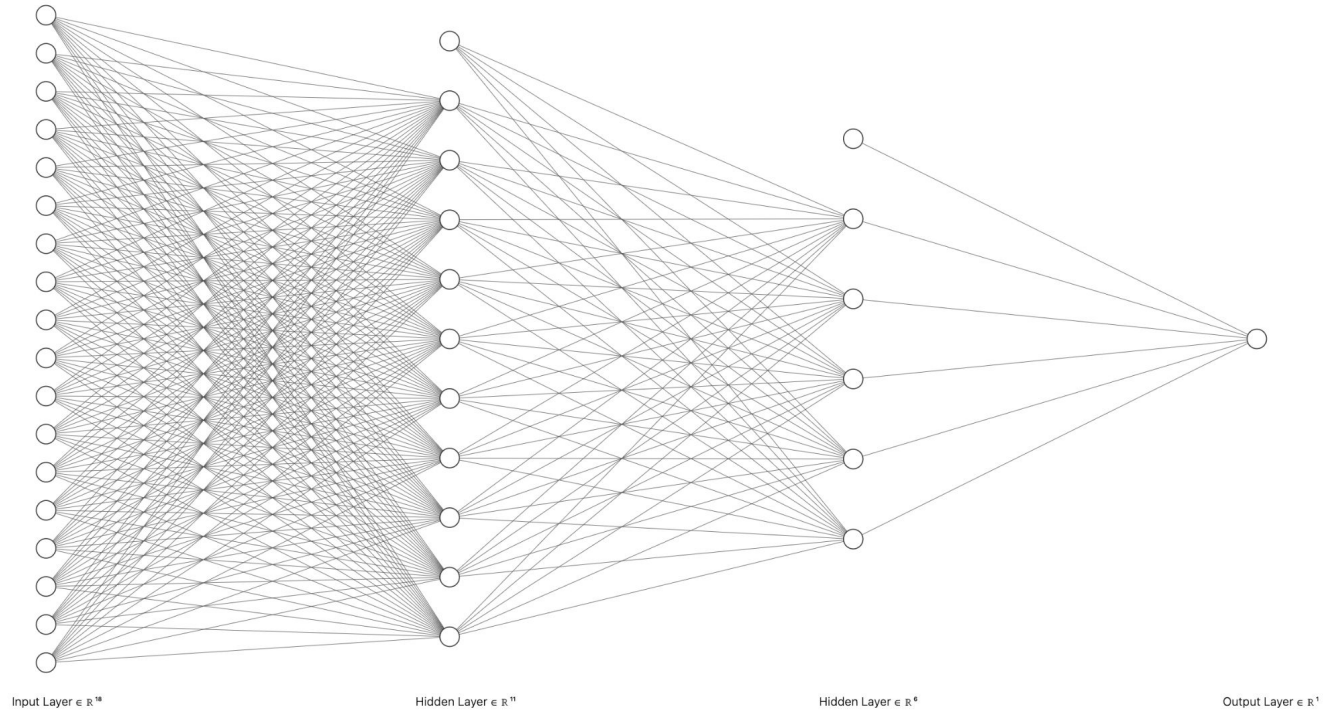 Input Layer ∈ ℝ¹⁸
Hidden Layer ∈ ℝ¹¹
Hidden Layer ∈ ℝ⁶
Output Layer ∈ ℝ¹